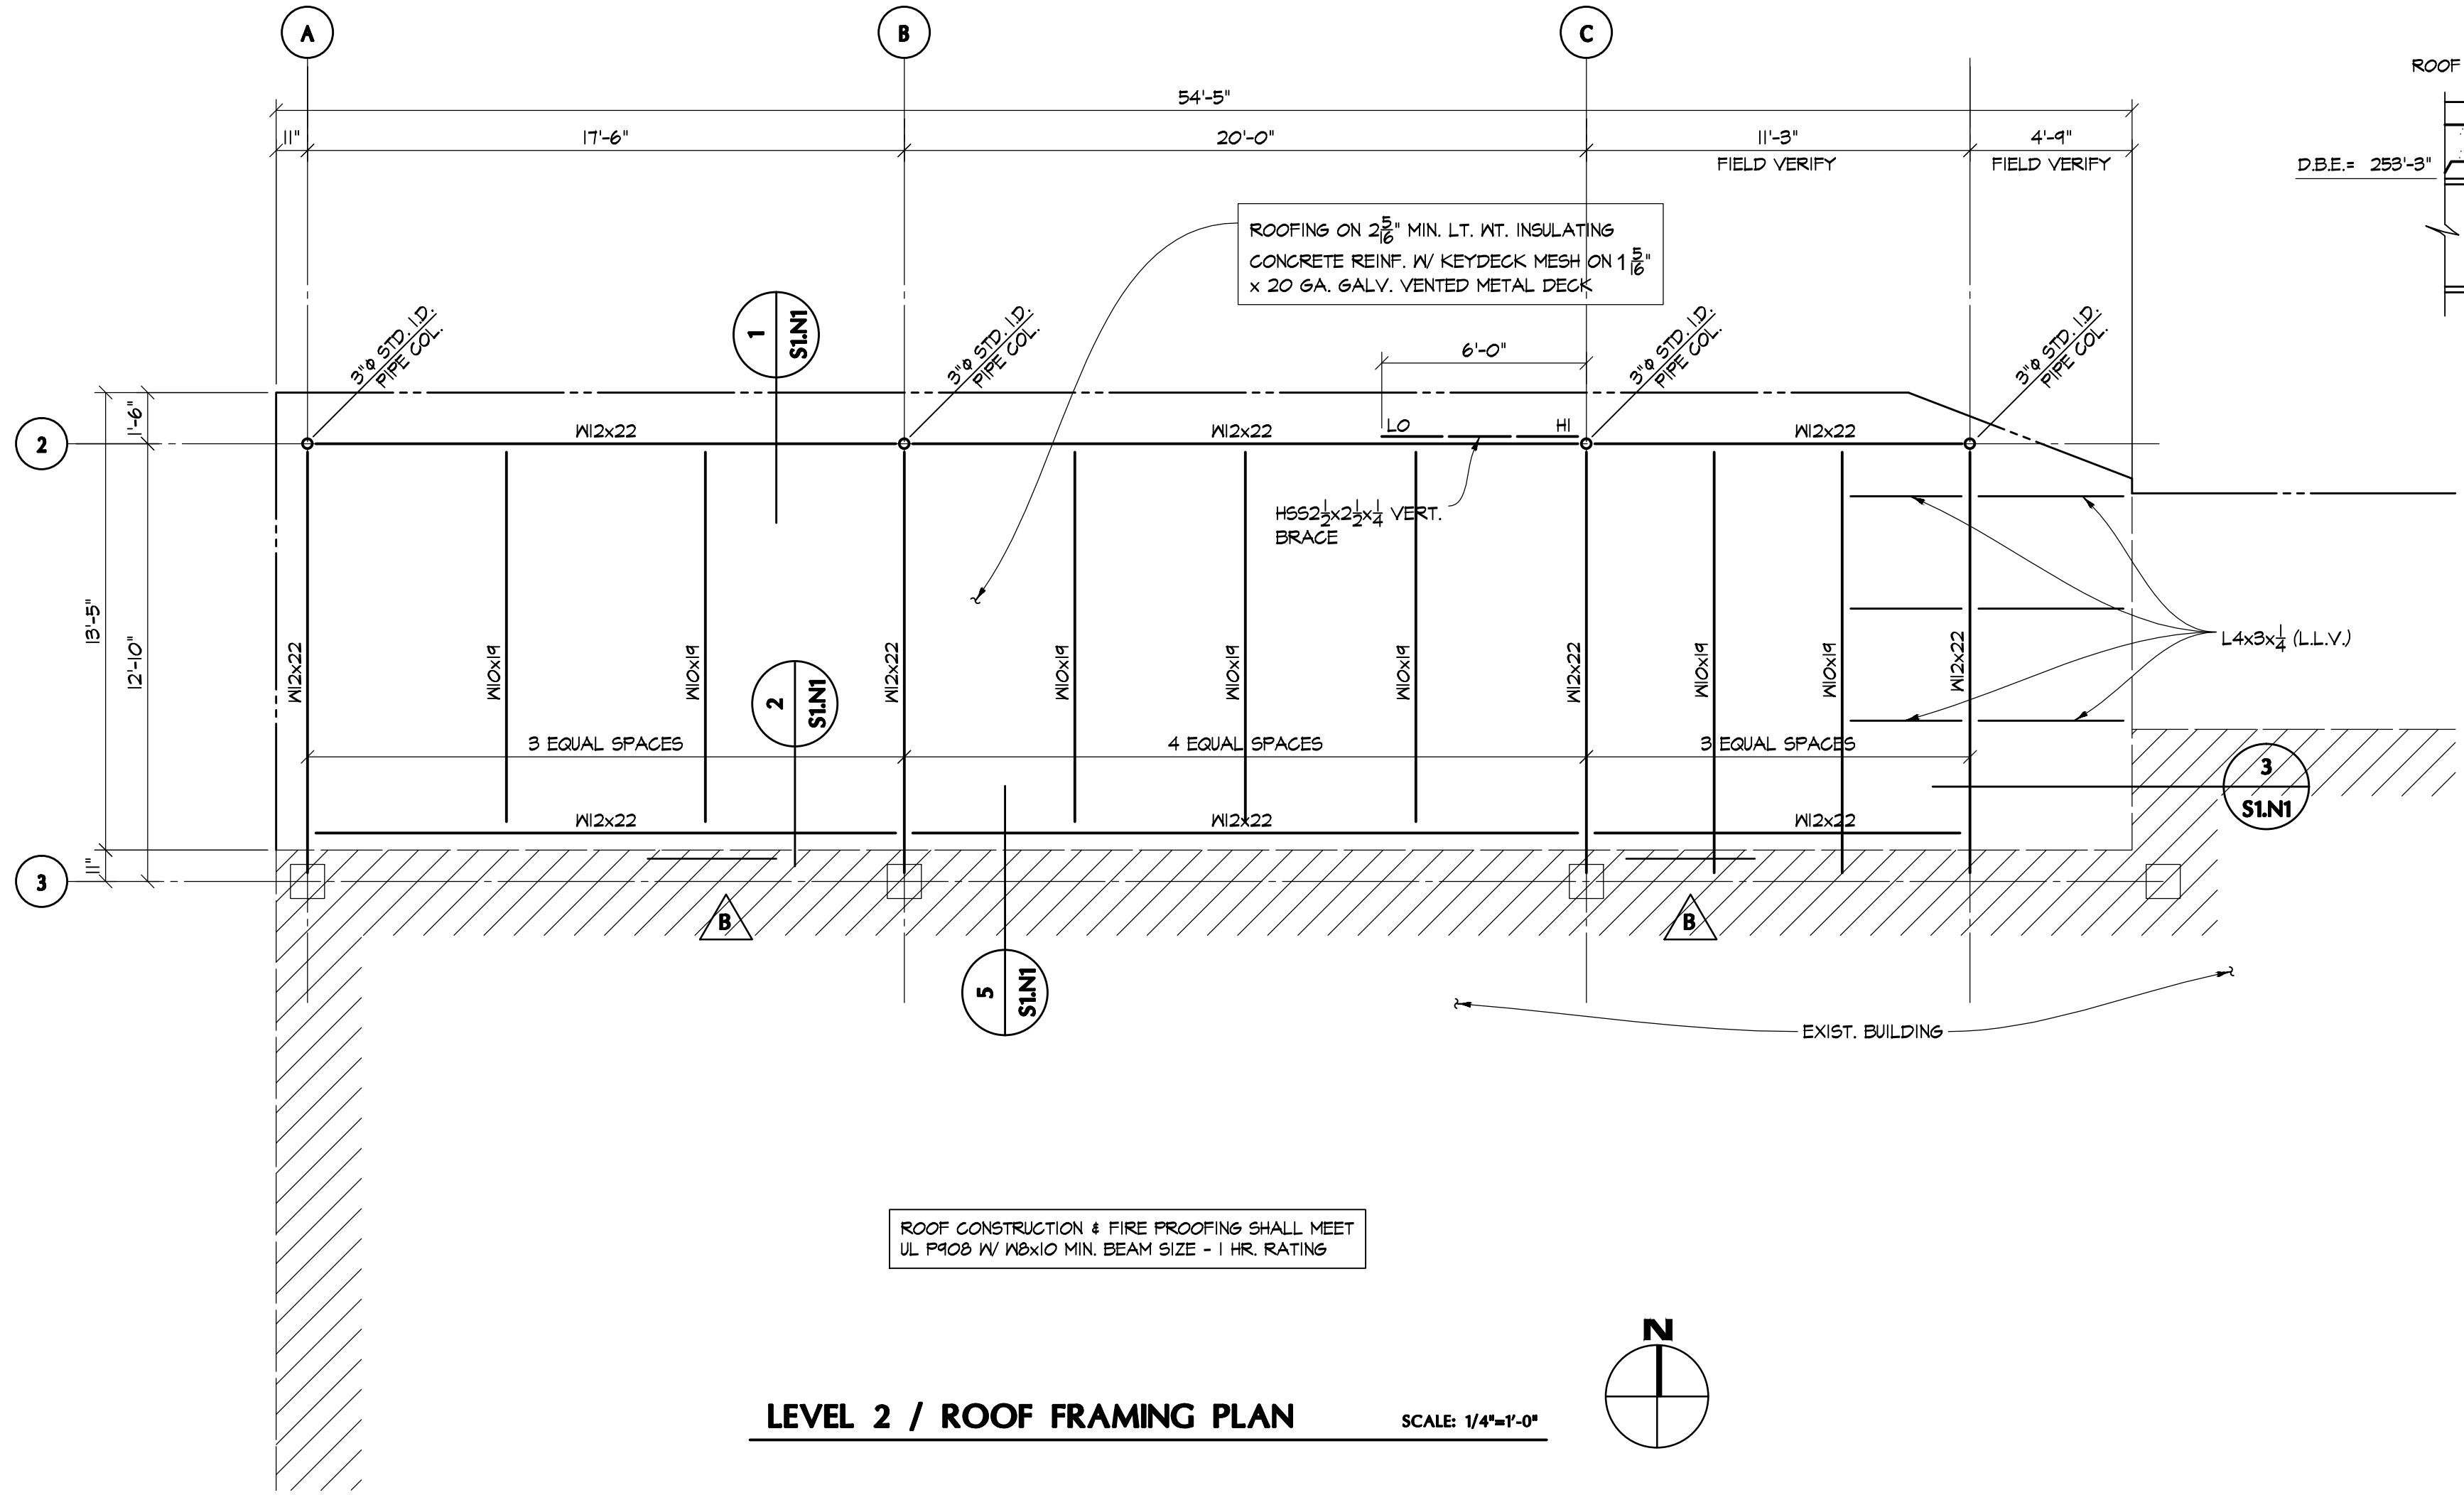 A
B
C
ROOF
54'-5"
11"
17'-6"
20'-0"
11'-3"
4'-9"
FIELD VERIFY
FIELD VERIFY
D.B.E.= 253'-3"
ROOFING ON 2 5/16" MIN. LT. WT. INSULATING
CONCRETE REINF. W/ KEYDECK MESH ON 1 5/16"
x 20 GA. GALV. VENTED METAL DECK
3"Φ STD. I.D.
PIPE COL.
1
S1.N1
3"Φ STD. I.D.
PIPE COL.
3"Φ STD. I.D.
PIPE COL.
3"Φ STD. I.D.
PIPE COL.
6'-0"
1'-6"
2
W12x22
W12x22
LO
HI
W12x22
HSS2 1/2x2 1/2x1/4 VERT.
BRACE
13'-5"
12'-10"
W12x22
W10x19
W10x19
W12x22
W10x19
W10x19
W10x19
W12x22
W10x19
W10x19
W12x22
L4x3x1/4 (L.L.V.)
2
S1.N1
3 EQUAL SPACES
4 EQUAL SPACES
3 EQUAL SPACES
3
S1.N1
W12x22
W12x22
W12x22
11"
3
B
B
5
S1.N1
EXIST. BUILDING
ROOF CONSTRUCTION & FIRE PROOFING SHALL MEET
UL P908 W/ W8x10 MIN. BEAM SIZE - 1 HR. RATING
N
LEVEL 2 / ROOF FRAMING PLAN
SCALE: 1/4"=1'-0"